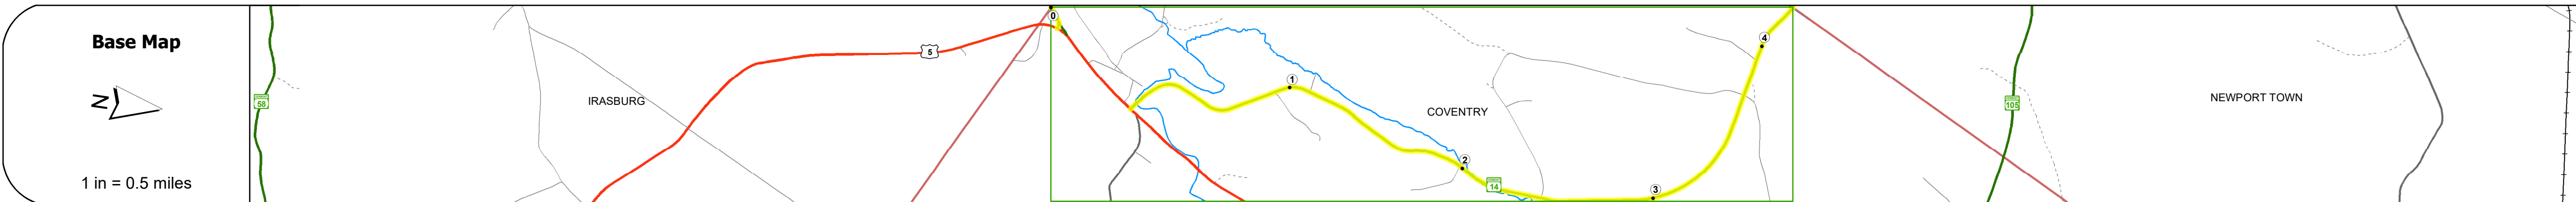 Base Map
N
1 in = 0.5 miles
58
IRASBURG
5
0
1
COVENTRY
2
14
3
4
105
NEWPORT TOWN